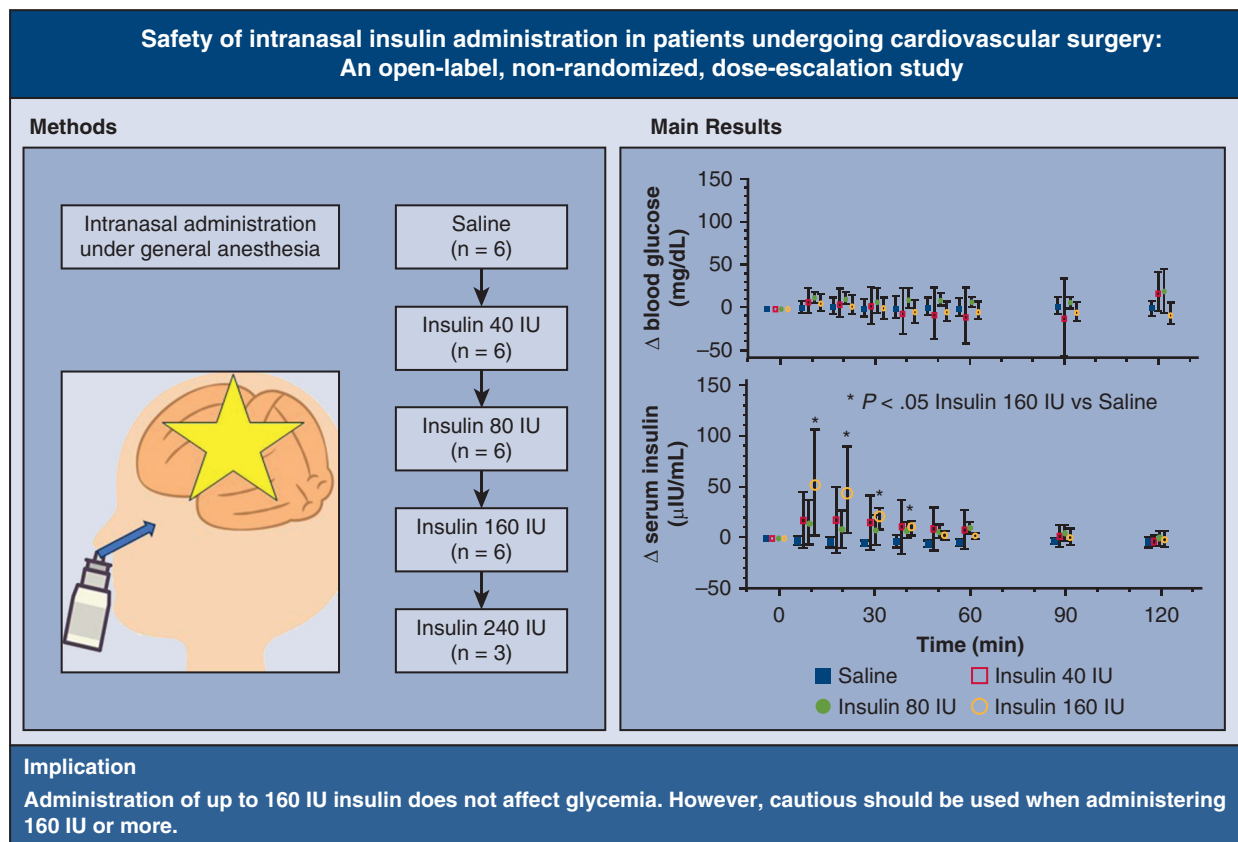 Safety of intranasal insulin administration in patients undergoing cardiovascular surgery:
An open-label, non-randomized, dose-escalation study
Methods
Intranasal administration
under general anesthesia
Saline
(n = 6)
Insulin 40 IU
(n = 6)
Insulin 80 IU
(n = 6)
Insulin 160 IU
(n = 6)
Insulin 240 IU
(n = 3)
Main Results
Δ blood glucose
(mg/dL)
150
100
50
0
–50
Δ serum insulin
(μIU/mL)
150
100
50
0
–50
* P < .05 Insulin 160 IU vs Saline
*
*
*
*
0
30
60
90
120
Time (min)
Saline
Insulin 40 IU
Insulin 80 IU
Insulin 160 IU
Implication
Administration of up to 160 IU insulin does not affect glycemia. However, cautious should be used when administering
160 IU or more.